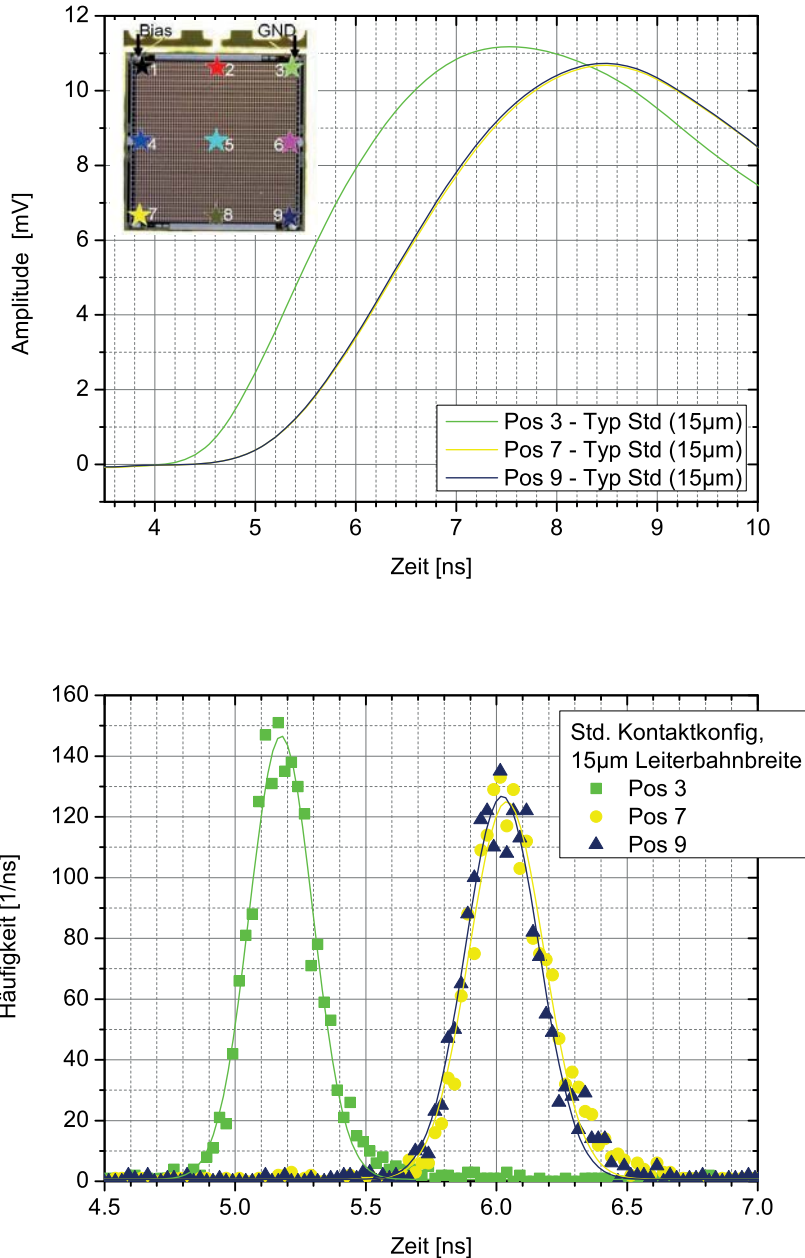 12
10
8
6
4
2
0
Amplitude [mV]
Bias
GND
1
2
3
4
5
6
7
8
9
Pos 3 - Typ Std (15µm)
Pos 7 - Typ Std (15µm)
Pos 9 - Typ Std (15µm)
4 5 6 7 8 9 10
Zeit [ns]
160
140
120
100
80
60
40
20
0
Häufigkeit [1/ns]
Std. Kontaktkonfig,
15µm Leiterbahnbreite
Pos 3
Pos 7
Pos 9
4.5 5.0 5.5 6.0 6.5 7.0
Zeit [ns]